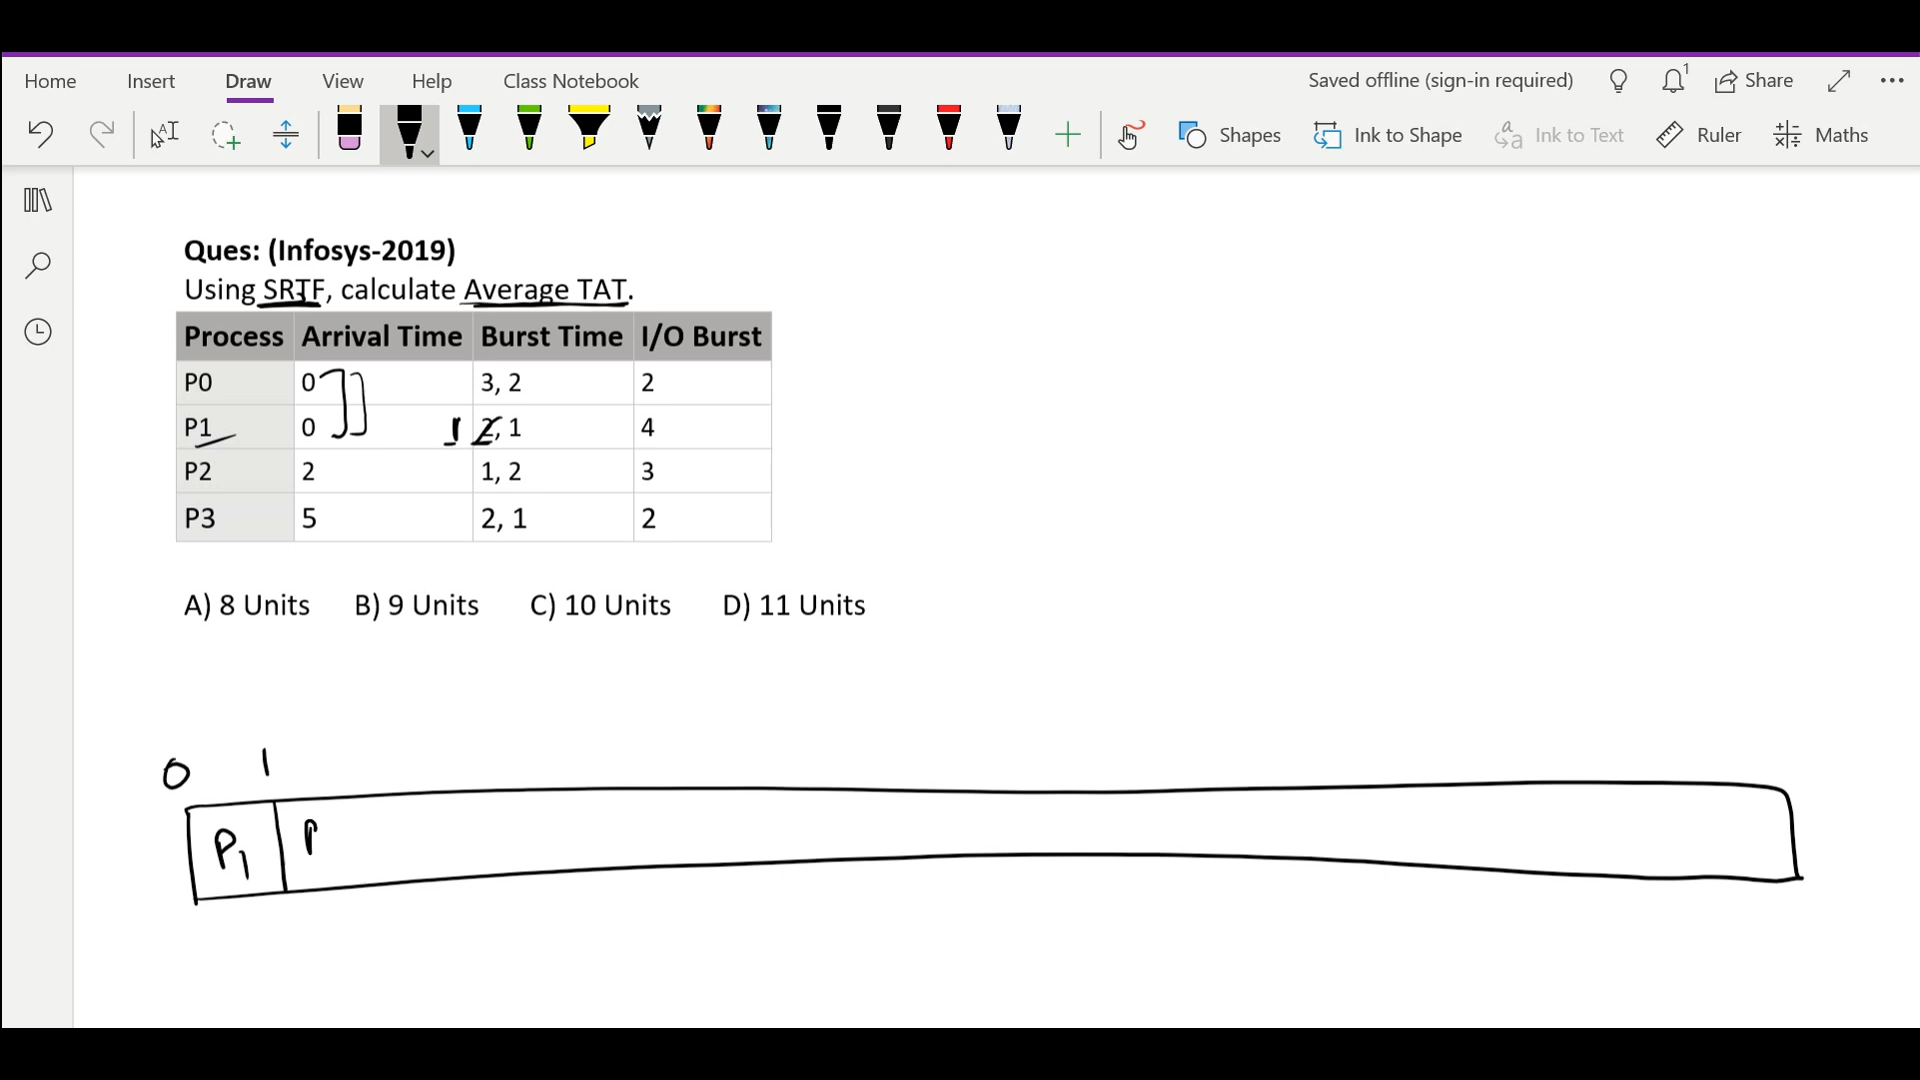 Home Insert Draw View Help Class Notebook Saved offline (sign-in required) 1 Share
Shapes Ink to Shape Ink to Text Ruler Maths
Ques: (Infosys-2019)
Using SRTF, calculate Average TAT.
Process Arrival Time Burst Time I/O Burst
P0 0 3, 2 2
P1 0 1 2, 1 4
P2 2 1, 2 3
P3 5 2, 1 2
A) 8 Units B) 9 Units C) 10 Units D) 11 Units
0 1
P1 P